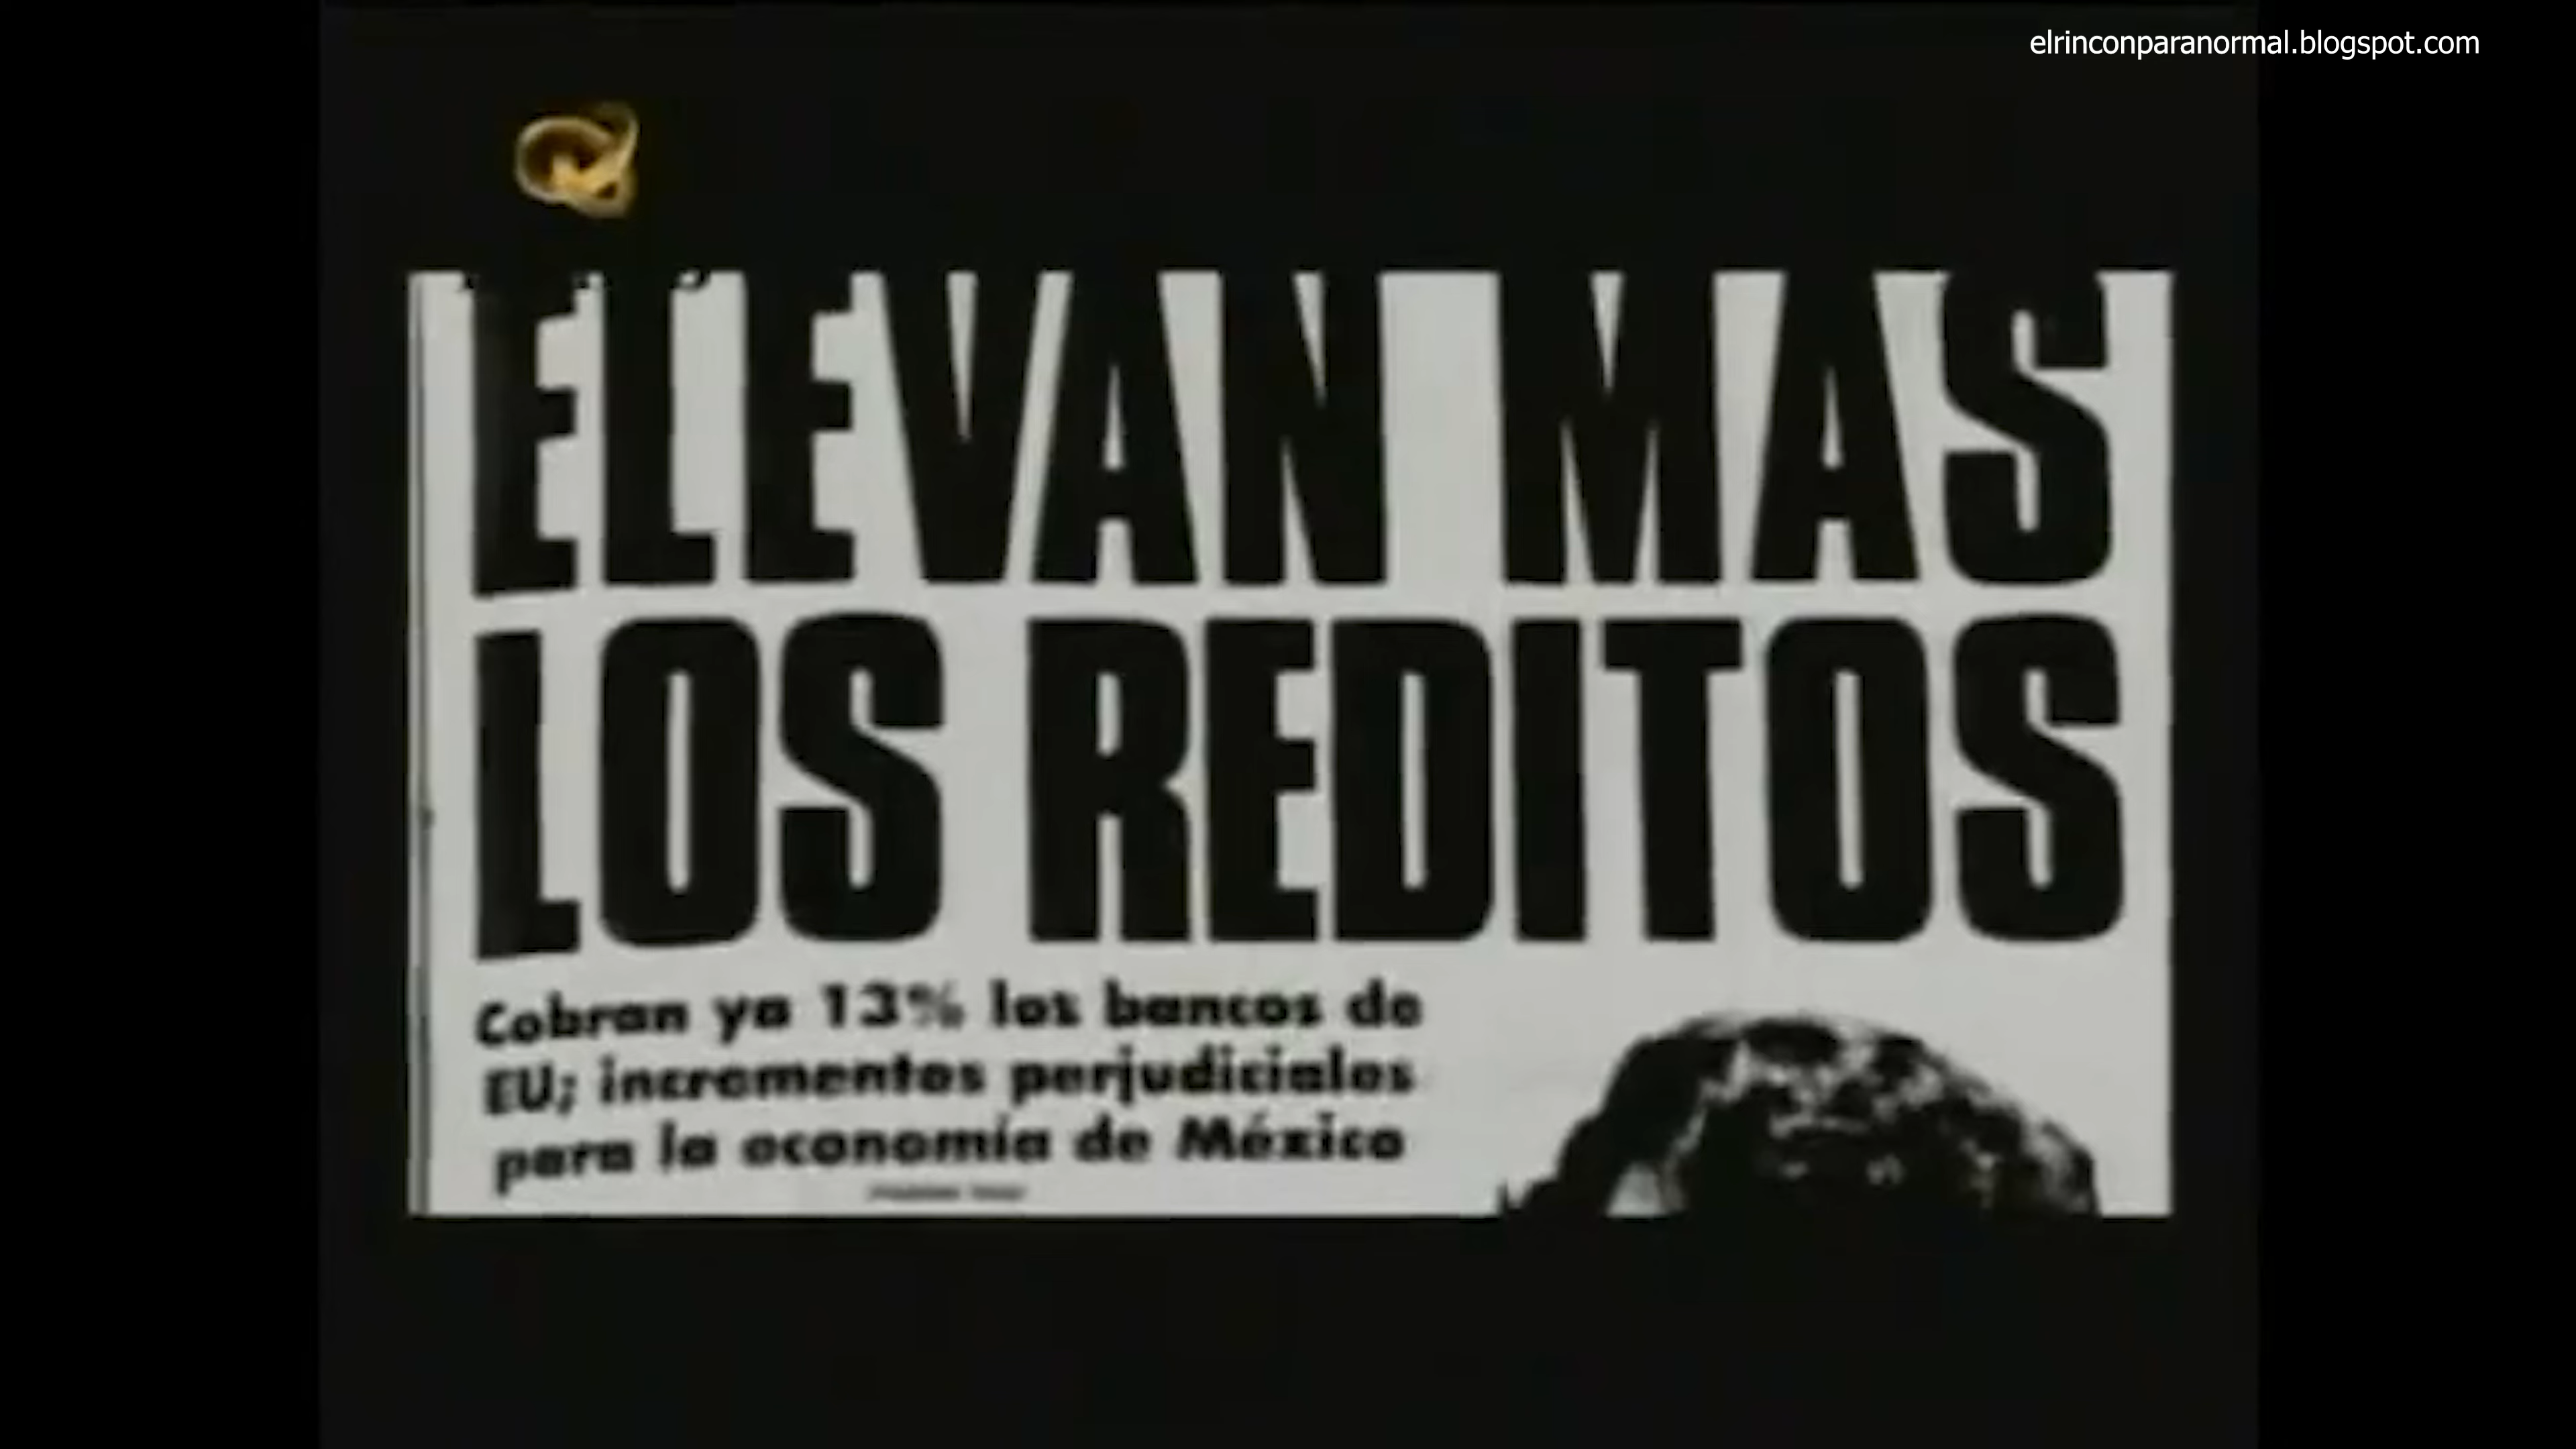 elrinconparanormal.blogspot.com
ELEVAN MAS
LOS REDITOS
Cobran ya 13% los bancos de
EU; incrementos perjudiciales
para la economía de México